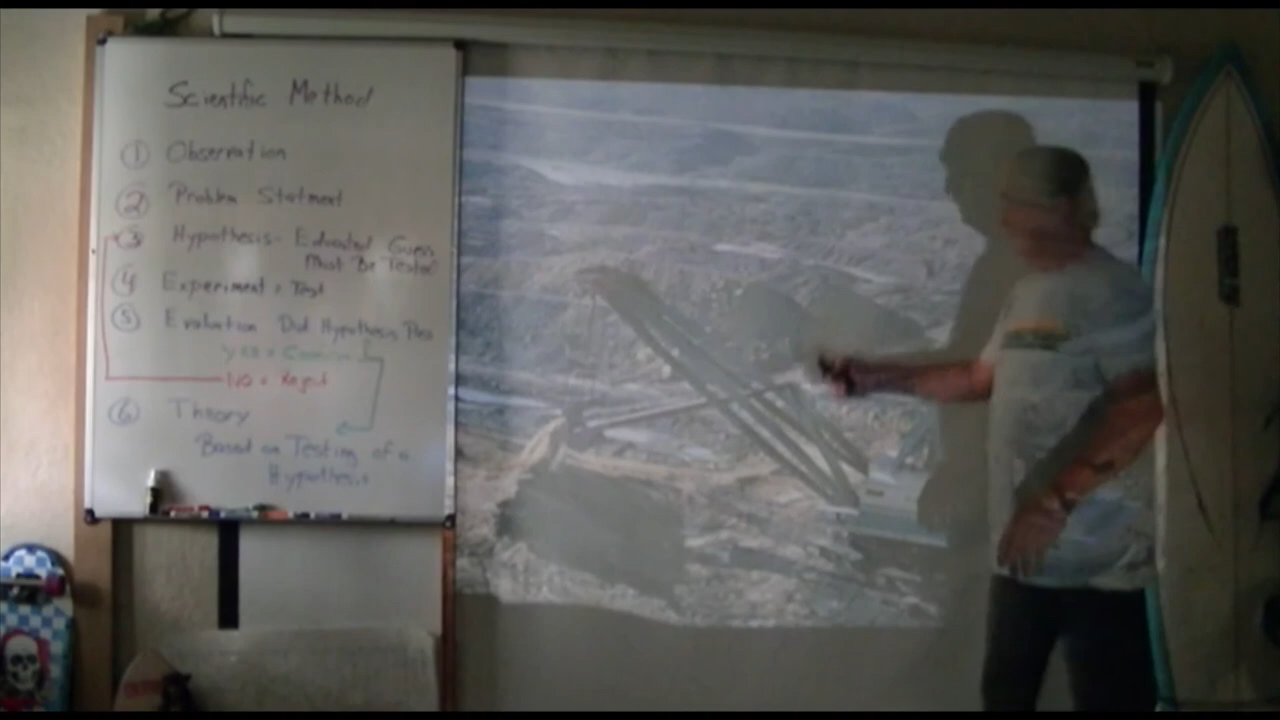 Scientific Method
① Observation
② Problem Statment
③ Hypothesis - Educated Guess
Must Be Tested
④ Experiment = Test
⑤ Evaluation Did Hypothesis Pass
Yes =
No = Reject
⑥ Theory
Based on Testing of a
Hypothesis